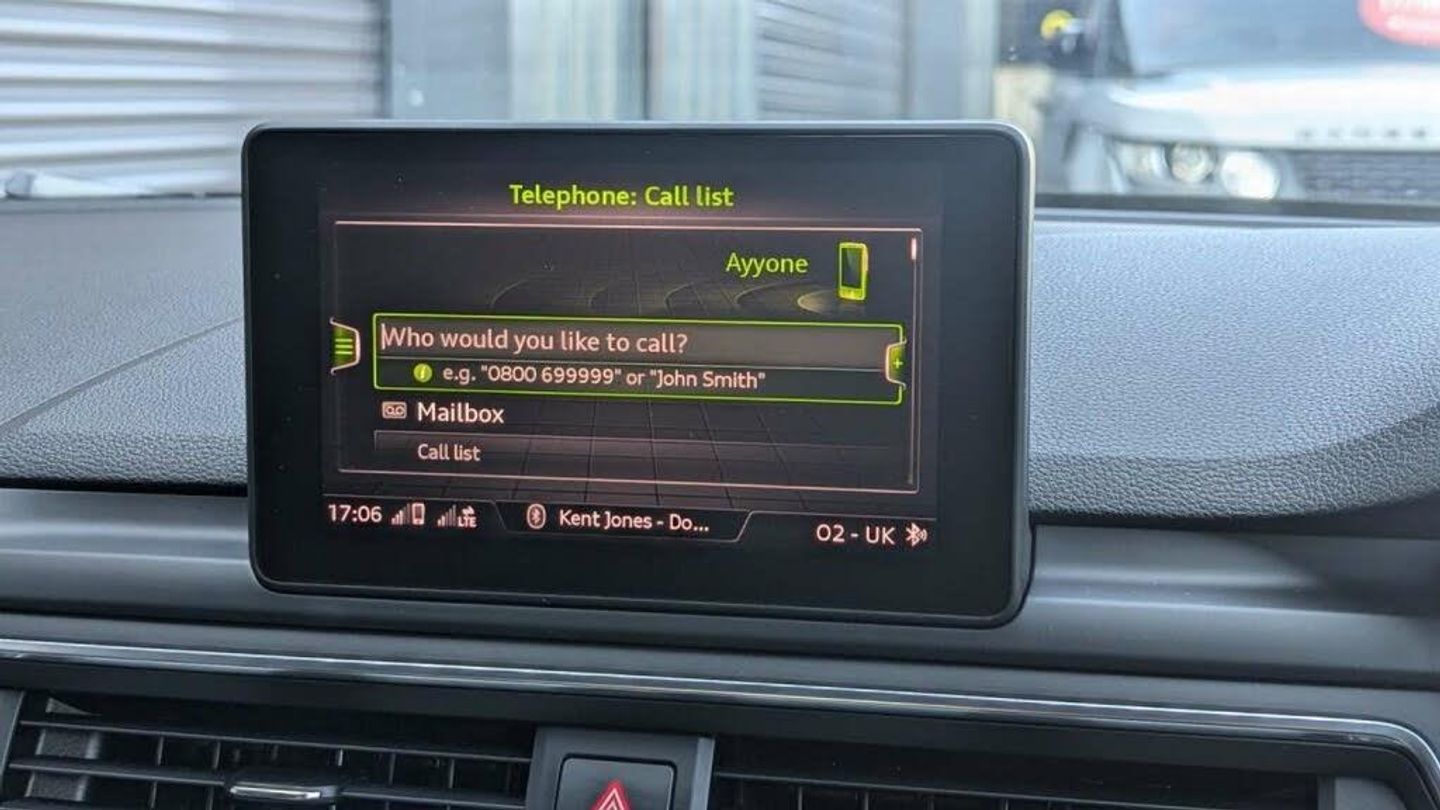 Telephone: Call list
Ayyone
Who would you like to call?
i e.g. "0800 699999" or "John Smith"
Mailbox
Call list
17:06 LTE Kent Jones - Do... O2 - UK